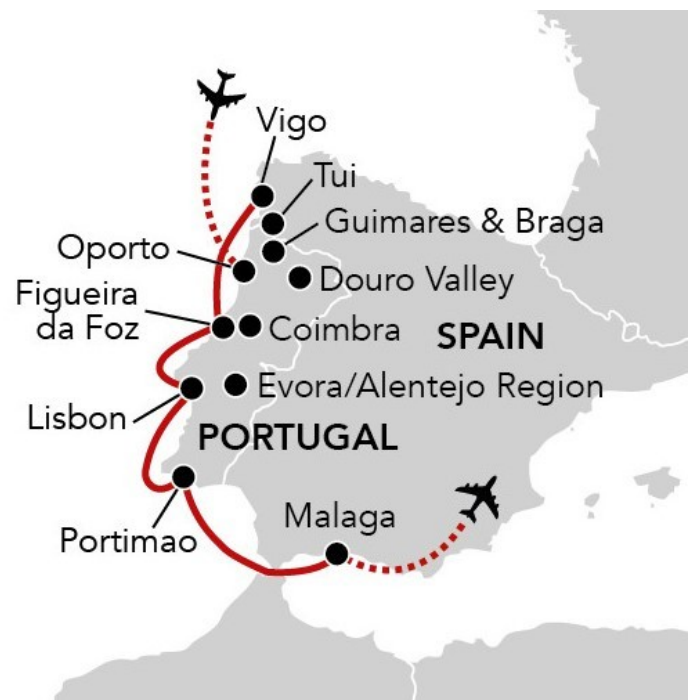 Vigo
Tui
Guimares & Braga
Oporto
Douro Valley
Figueira
da Foz
Coimbra
SPAIN
Evora/Alentejo Region
Lisbon
PORTUGAL
Malaga
Portimao